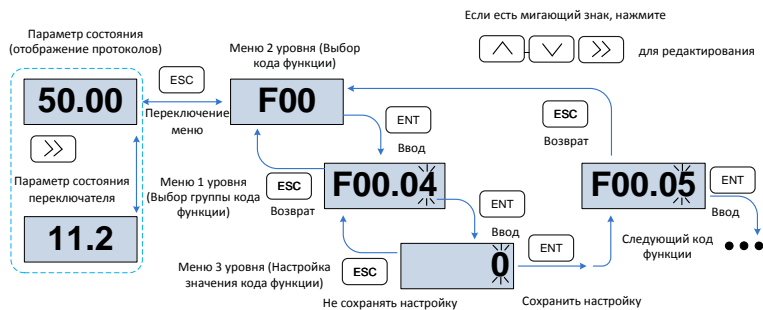 Если есть мигающий знак, нажмите
для редактирования
Параметр состояния
(отображение протоколов)
Меню 2 уровня (Выбор
кода функции)
ESC
50.00
F00
Переключение
меню
ENT
Ввод
ESC
Возврат
Параметр состояния
переключателя
Меню 1 уровня
(Выбор группы кода
функции)
ESC
Возврат
F00.04
ENT
Ввод
F00.05
ENT
Ввод
11.2
Меню 3 уровня (Настройка
значения кода функции)
ESC
0
ENT
Следующий код
функции
Не сохранять настройку
Сохранить настройку